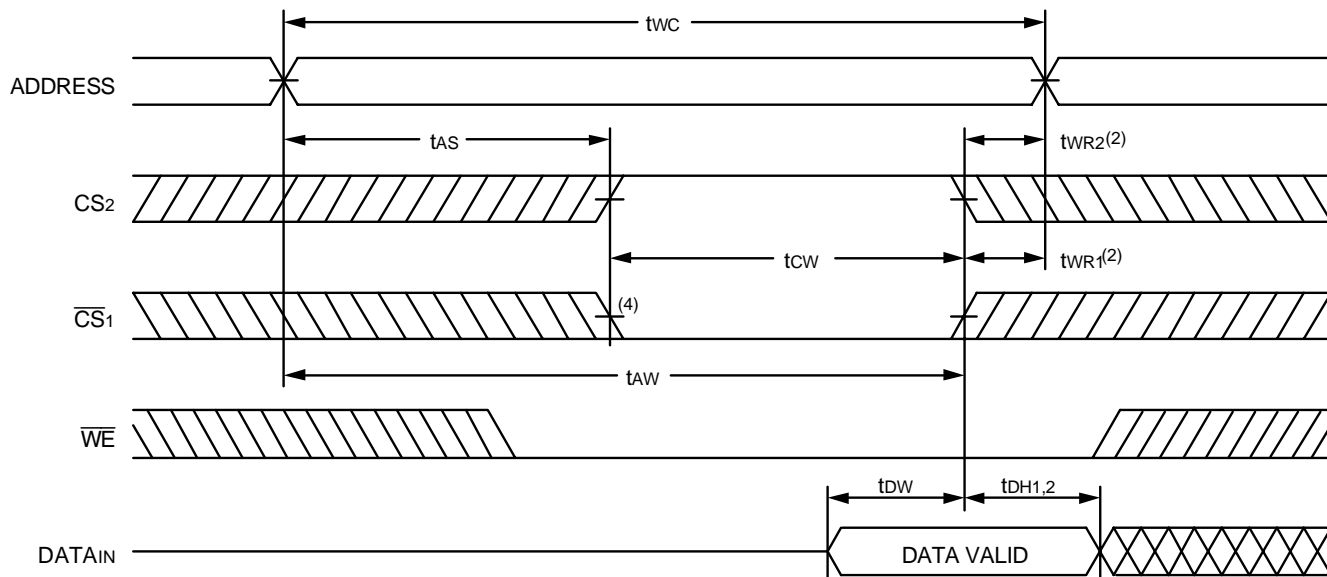 tWC
ADDRESS
tAS
tWR2(2)
CS2
tCW
tWR1(2)
CS1
(4)
tAW
WE
tDW
tDH1,2
DATAIN
DATA VALID